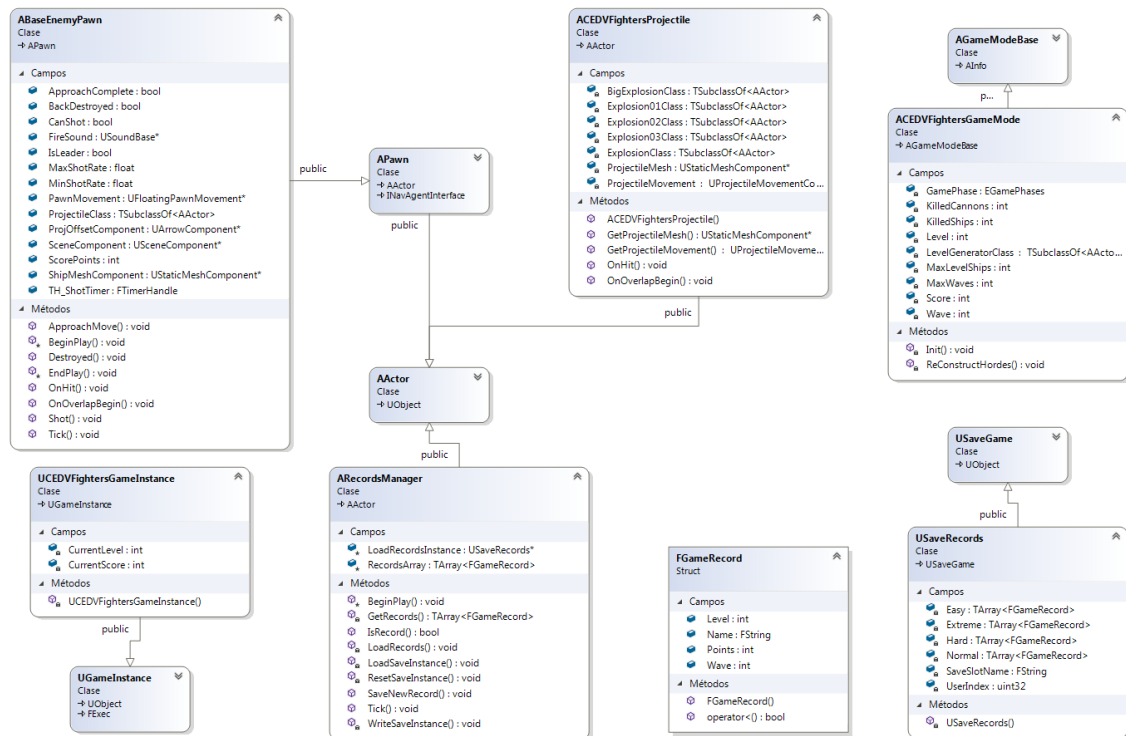 ABaseEnemyPawn
Clase
APawn
Campos
ApproachComplete : bool
BackDestroyed : bool
CanShot : bool
FireSound : USoundBase*
IsLeader : bool
MaxShotRate : float
MinShotRate : float
PawnMovement : UFloatingPawnMovement*
ProjectileClass : TSubclassOf<AActor>
ProjOffsetComponent : UArrowComponent*
SceneComponent : USceneComponent*
ScorePoints : int
ShipMeshComponent : UStaticMeshComponent*
TH_ShotTimer : FTimerHandle
Métodos
ApproachMove() : void
BeginPlay() : void
Destroyed() : void
EndPlay() : void
OnHit() : void
OnOverlapBegin() : void
Shot() : void
Tick() : void
public
APawn
Clase
AActor
INavAgentInterface
public
ACEDVFightersProjectile
Clase
AActor
Campos
BigExplosionClass : TSubclassOf<AActor>
Explosion01Class : TSubclassOf<AActor>
Explosion02Class : TSubclassOf<AActor>
Explosion03Class : TSubclassOf<AActor>
ExplosionClass : TSubclassOf<AActor>
ProjectileMesh : UStaticMeshComponent*
ProjectileMovement : UProjectileMovementCo...
Métodos
ACEDVFightersProjectile()
GetProjectileMesh() : UStaticMeshComponent*
GetProjectileMovement() : UProjectileMoveme...
OnHit() : void
OnOverlapBegin() : void
public
AGameModeBase
Clase
AInfo
p...
ACEDVFightersGameMode
Clase
AGameModeBase
Campos
GamePhase : EGamePhases
KilledCannons : int
KilledShips : int
Level : int
LevelGeneratorClass : TSubclassOf<AActo...
MaxLevelShips : int
MaxWaves : int
Score : int
Wave : int
Métodos
Init() : void
ReConstructHordes() : void
AActor
Clase
UObject
public
UCEDVFightersGameInstance
Clase
UGameInstance
Campos
CurrentLevel : int
CurrentScore : int
Métodos
UCEDVFightersGameInstance()
public
UGameInstance
Clase
UObject
FExec
ARecordsManager
Clase
AActor
Campos
LoadRecordsInstance : USaveRecords*
RecordsArray : TArray<FGameRecord>
Métodos
BeginPlay() : void
GetRecords() : TArray<FGameRecord>
IsRecord() : bool
LoadRecords() : void
LoadSaveInstance() : void
ResetSaveInstance() : void
SaveNewRecord() : void
Tick() : void
WriteSaveInstance() : void
FGameRecord
Struct
Campos
Level : int
Name : FString
Points : int
Wave : int
Métodos
FGameRecord()
operator<() : bool
USaveGame
Clase
UObject
public
USaveRecords
Clase
USaveGame
Campos
Easy : TArray<FGameRecord>
Extreme : TArray<FGameRecord>
Hard : TArray<FGameRecord>
Normal : TArray<FGameRecord>
SaveSlotName : FString
UserIndex : uint32
Métodos
USaveRecords()